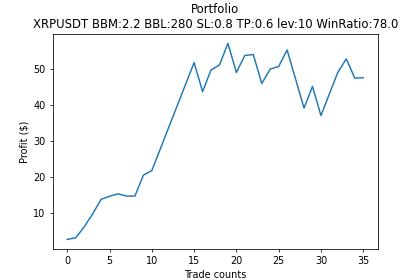 Portfolio
XRPUSDT BBM:2.2 BBL:280 SL:0.8 TP:0.6 lev:10 WinRatio:78.0
Profit ($)
50
40
30
20
10
0 5 10 15 20 25 30 35
Trade counts